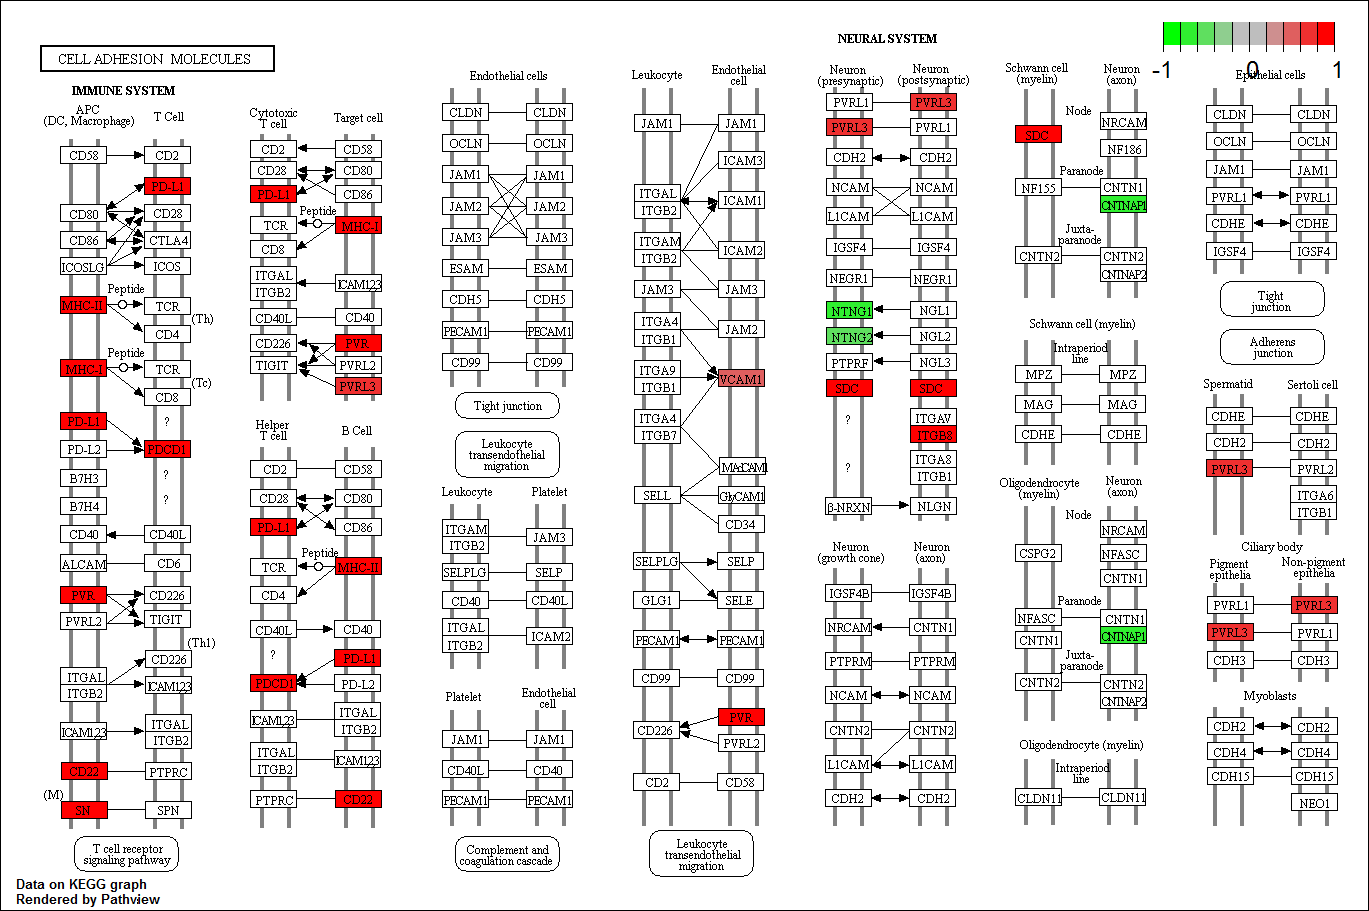 CELL ADHESION MOLECULES
IMMUNE SYSTEM
APC
(DC, Macrophage)
T Cell
CD58
CD2
PD-L1
CD80
CD28
CD86
CTLA4
ICOSLG
ICOS
Peptide
MHC-II
TCR
(Th)
CD4
Peptide
MHC-I
TCR
(Tc)
CD8
PD-L1
?
PD-L2
PDCD1
B7H3
?
B7H4
?
CD40
CD40L
ALCAM
CD6
PVR
CD226
PVRL2
TIGIT
(Th1)
CD226
ITGAL
ITGB2
ICAM123
ICAM123
ITGAL
ITGB2
CD22
PTPRC
(M)
SN
SPN
T cell receptor
signaling pathway
Cytotoxic
T cell
Target cell
CD2
CD58
CD28
CD80
PD-L1
CD86
Peptide
TCR
MHC-I
CD8
ITGAL
ITGB2
ICAM123
CD40L
CD40
CD226
PVR
TIGIT
PVRL2
PVRL3
Helper
T cell
B Cell
CD2
CD58
CD28
CD80
PD-L1
CD86
Peptide
TCR
MHC-II
CD4
CD40L
CD40
?
PD-L1
PDCD1
PD-L2
ICAM123
ITGAL
ITGB2
ITGAL
ITGB2
ICAM123
PTPRC
CD22
Endothelial cells
CLDN
CLDN
OCLN
OCLN
JAM1
JAM1
JAM2
JAM2
JAM3
JAM3
ESAM
ESAM
CDH5
CDH5
PECAM1
PECAM1
CD99
CD99
Tight junction
Leukocyte
transendothelial
migration
Leukocyte
Platelet
ITGAM
ITGB2
JAM3
SELPLG
SELP
CD40
CD40L
ITGAL
ITGB2
ICAM2
Platelet
Endothelial
cell
JAM1
JAM1
CD40L
CD40
PECAM1
PECAM1
Complement and
coagulation cascade
Leukocyte
Endothelial
cell
JAM1
JAM1
ICAM3
ITGAL
ITGB2
ICAM1
ITGAM
ITGB2
ICAM2
JAM3
JAM3
ITGA4
ITGB1
JAM2
ITGA9
ITGB1
VCAM1
ITGA4
ITGB7
MAdCAM1
SELL
GlyCAM1
CD34
SELPLG
SELP
GLG1
SELE
PECAM1
PECAM1
CD99
CD99
PVR
CD226
PVRL2
CD2
CD58
Leukocyte
transendothelial
migration
NEURAL SYSTEM
Neuron
(presynaptic)
Neuron
(postsynaptic)
PVRL1
PVRL3
PVRL3
PVRL1
CDH2
CDH2
NCAM
NCAM
L1CAM
L1CAM
IGSF4
IGSF4
NEGR1
NEGR1
NTNG1
NGL1
NTNG2
NGL2
PTPRF
NGL3
SDC
SDC
?
ITGAV
ITGB8
?
ITGA8
ITGB1
β-NRXN
NLGN
Neuron
(growth cone)
Neuron
(axon)
IGSF4B
IGSF4B
NRCAM
CNTN1
PTPRM
PTPRM
NCAM
NCAM
CNTN2
CNTN2
L1CAM
L1CAM
CDH2
CDH2
Schwann cell
(myelin)
Neuron
(axon)
Node
NRCAM
SDC
NF186
Paranode
NF155
CNTN1
CNTNAP1
Juxta-
paranode
CNTN2
CNTN2
CNTNAP2
Schwann cell (myelin)
Intraperiod
line
MPZ
MPZ
MAG
MAG
CDHE
CDHE
Oligodendrocyte
(myelin)
Neuron
(axon)
Node
NRCAM
CSPG2
NFASC
CNTN1
Paranode
NFASC
CNTN1
CNTN1
CNTNAP1
Juxta-
paranode
CNTN2
CNTN2
CNTNAP2
Oligodendrocyte (myelin)
Intraperiod
line
CLDN11
CLDN11
-1
0
1
Epithelial cells
CLDN
CLDN
OCLN
OCLN
JAM1
JAM1
PVRL1
PVRL1
CDHE
CDHE
IGSF4
IGSF4
Tight
junction
Adherens
junction
Spermatid
Sertoli cell
CDHE
CDHE
CDH2
CDH2
PVRL3
PVRL2
ITGA6
ITGB1
Ciliary body
Pigment
epithelia
Non-pigment
epithelia
PVRL1
PVRL3
PVRL3
PVRL1
CDH3
CDH3
Myoblasts
CDH2
CDH2
CDH4
CDH4
CDH15
CDH15
NEO1
Data on KEGG graph
Rendered by Pathview